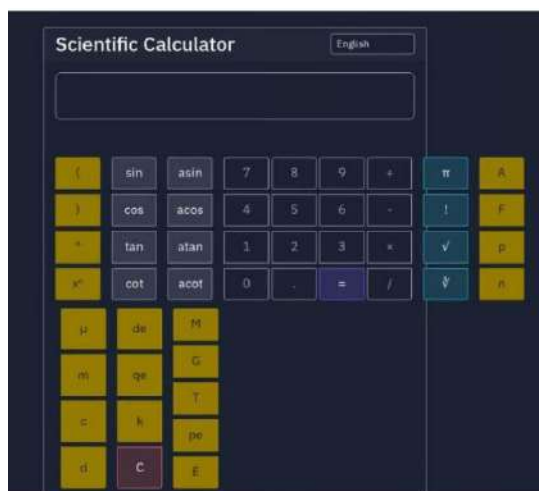 Scientific Calculator English
( sin asin 7 8 9 + π A
) cos acos 4 5 6 - ! F
^ tan atan 1 2 3 × √ p
cot acot 0 . = / ∛ n
μ de M
m qe G
c k T
d C pe
E